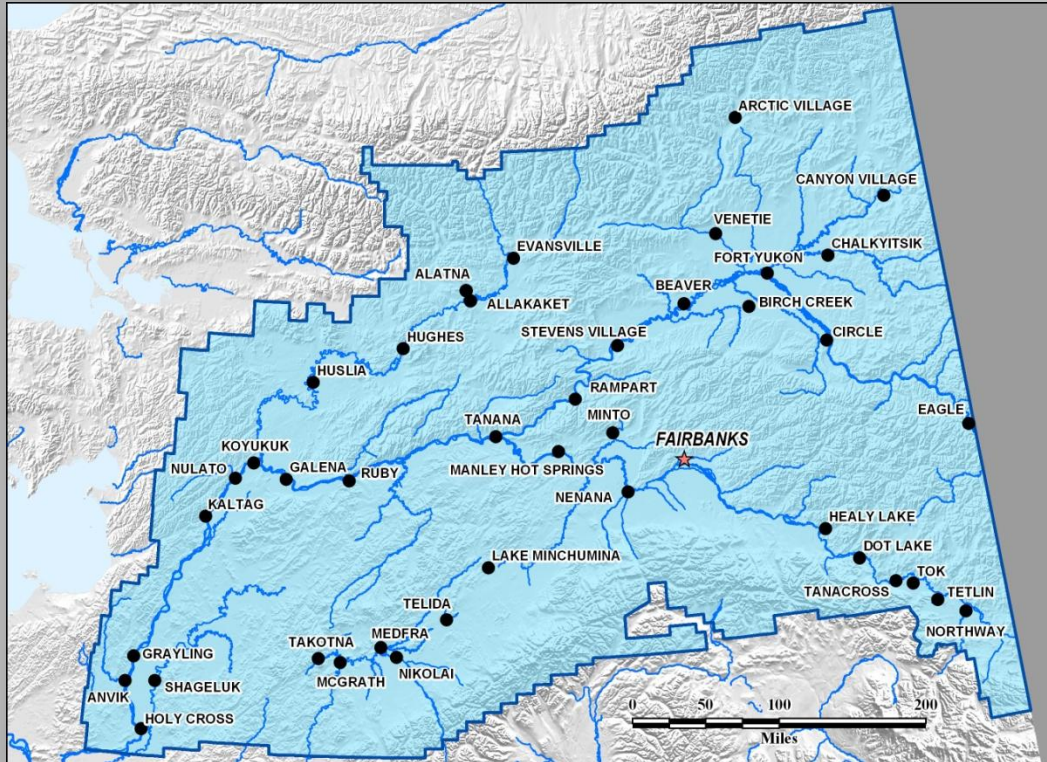 ARCTIC VILLAGE
CANYON VILLAGE
VENETIE
EVANSVILLE
CHALKYITSIK
FORT YUKON
ALATNA
BEAVER
ALLAKAKET
BIRCH CREEK
STEVENS VILLAGE
CIRCLE
HUGHES
HUSLIA
RAMPART
EAGLE
MINTO
TANANA
FAIRBANKS
KOYUKUK
GALENA
MANLEY HOT SPRINGS
NULATO
RUBY
NENANA
KALTAG
HEALY LAKE
DOT LAKE
LAKE MINCHUMINA
TOK
TANACROSS
TETLIN
TELIDA
NORTHWAY
TAKOTNA
MEDFRA
GRAYLING
NIKOLAI
MCGRATH
ANVIK
SHAGELUK
HOLY CROSS
0 50 100 200
Miles